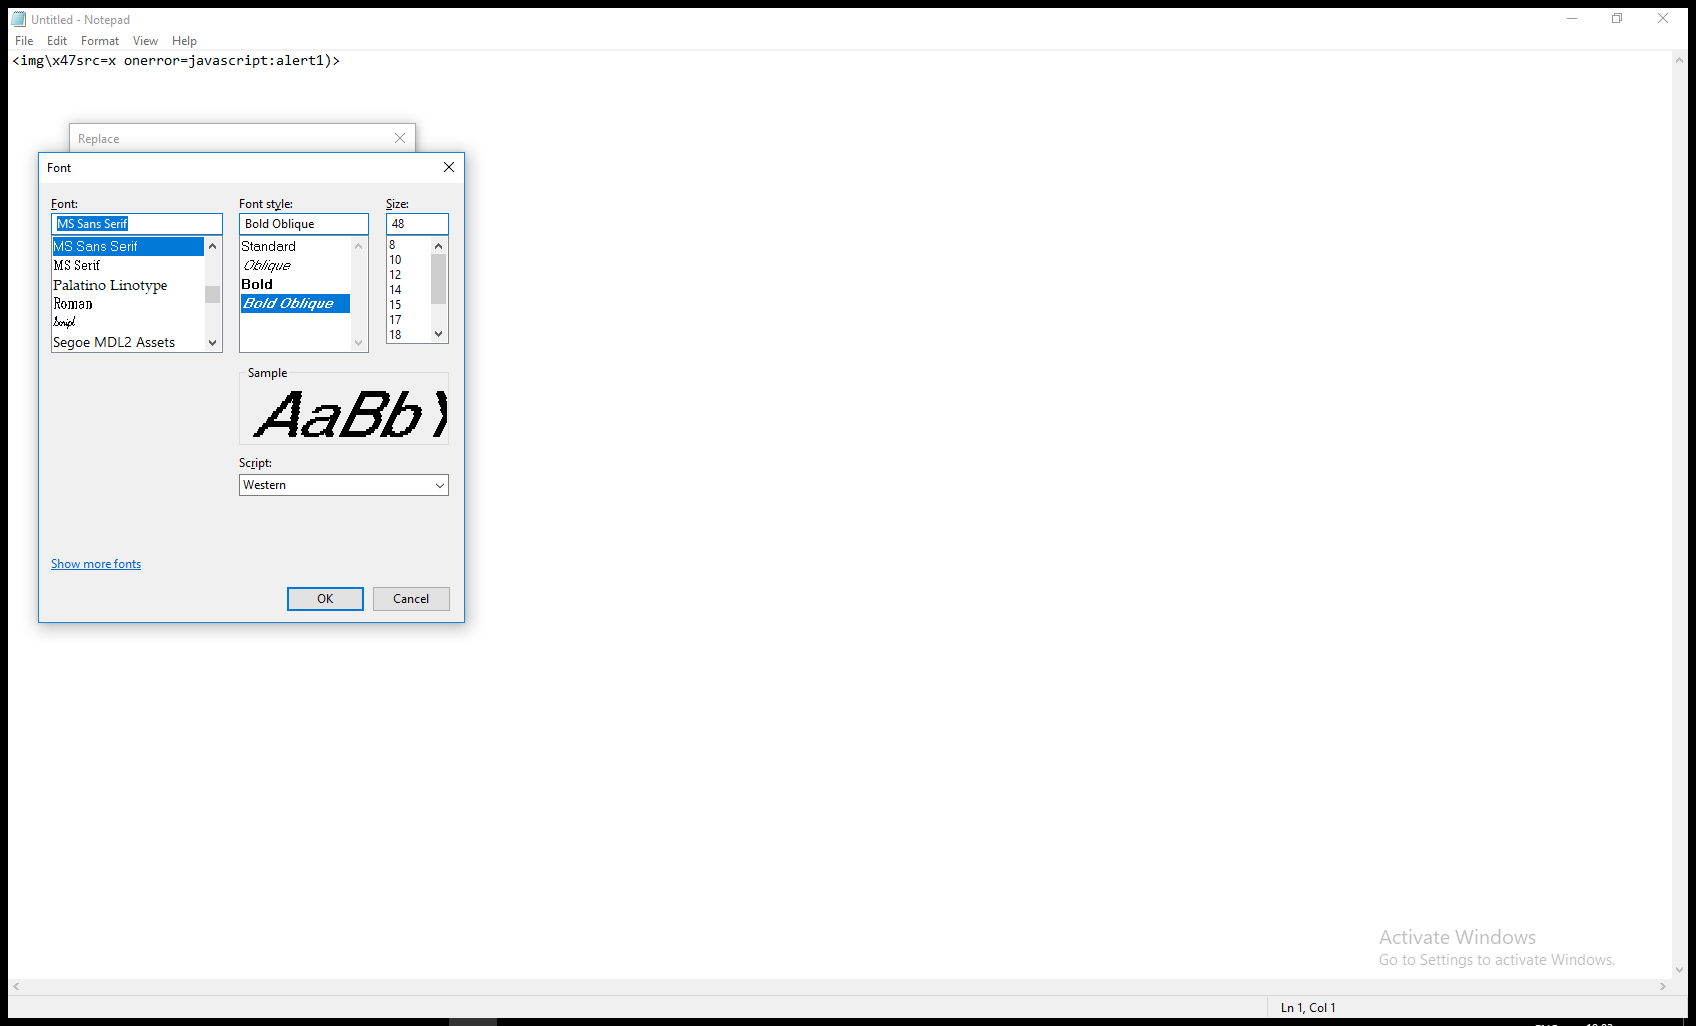 Untitled - Notepad
File Edit Format View Help
<img\x47src=x onerror=javascript:alert1)>
Replace
Font
Font:
MS Sans Serif
MS Sans Serif
MS Serif
Palatino Linotype
Roman
Script
Segoe MDL2 Assets
Font style:
Bold Oblique
Standard
Oblique
Bold
Bold Oblique
Size:
48
8
10
12
14
15
17
18
Sample
AaBb
Script:
Western
Show more fonts
OK
Cancel
Activate Windows
Go to Settings to activate Windows.
Ln 1, Col 1